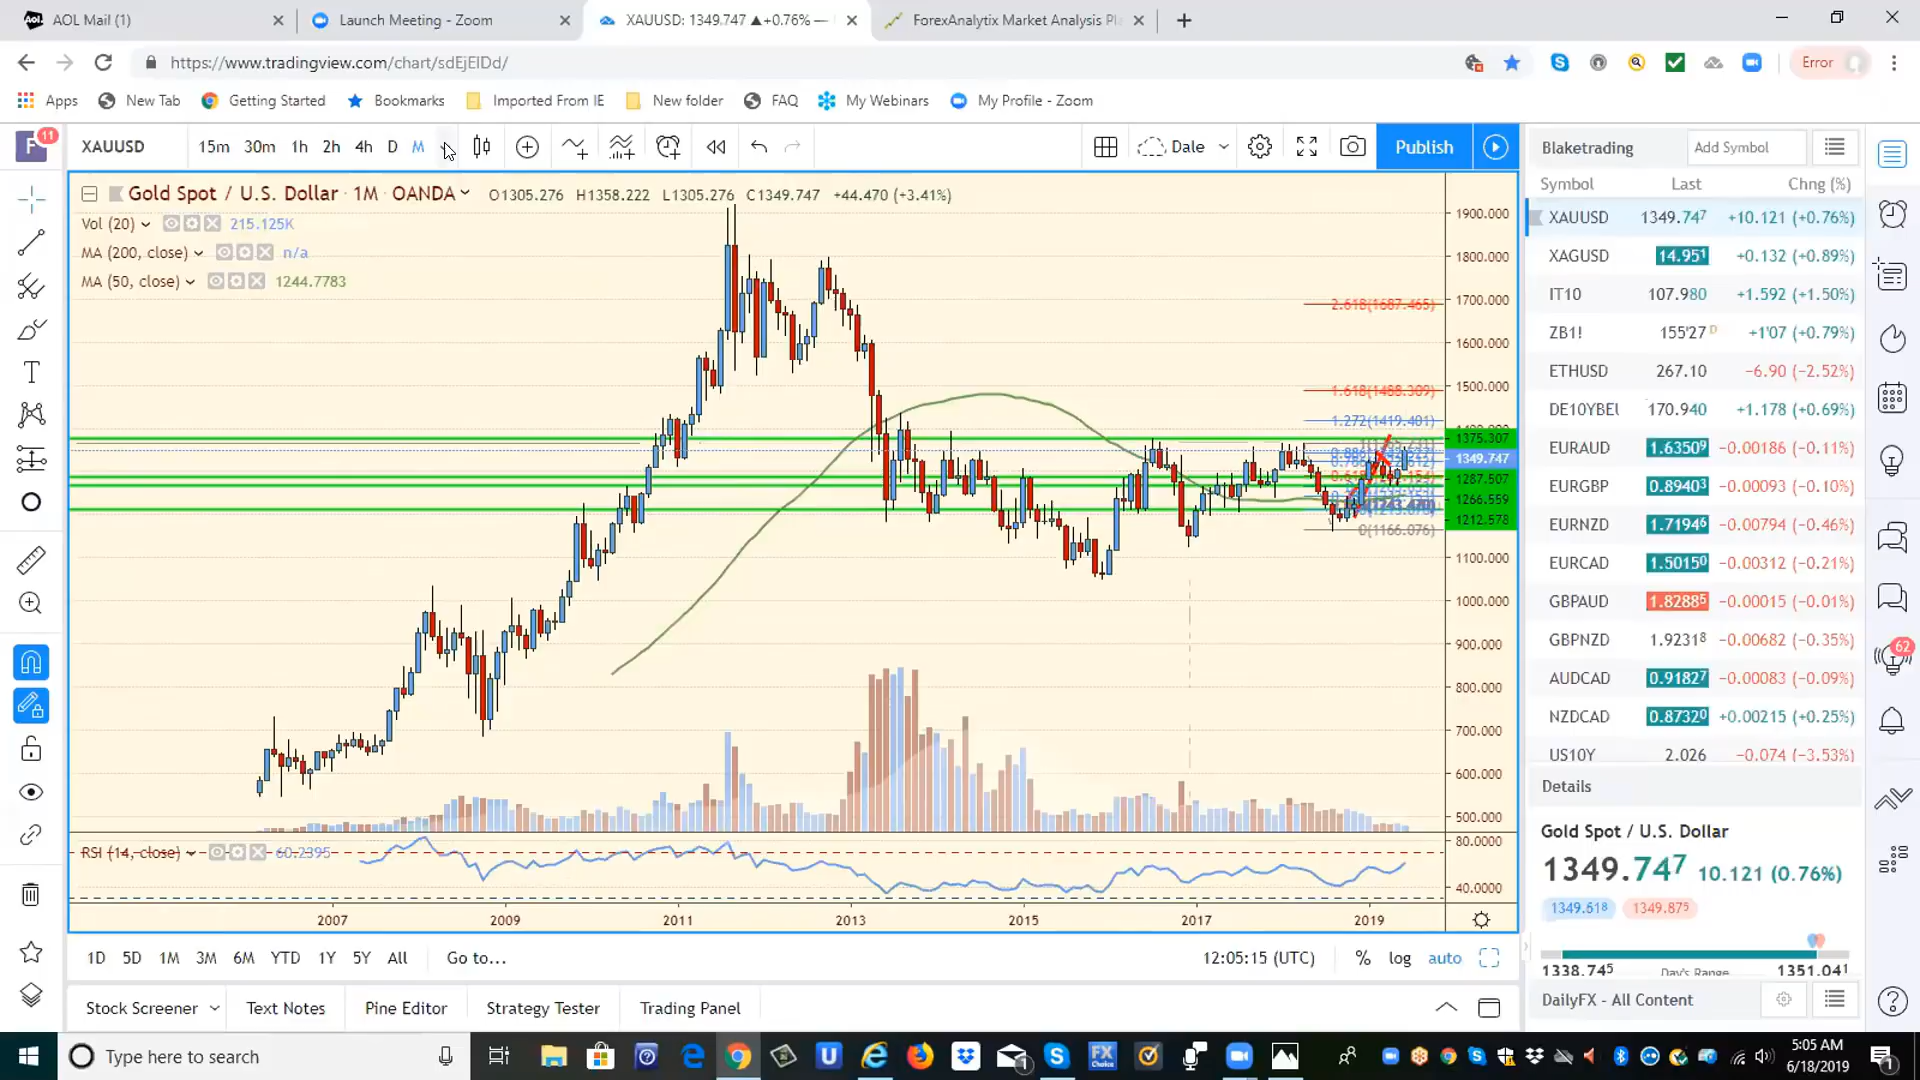 AOL Mail (1)
Launch Meeting - Zoom
XAUUSD: 1349.747 ▲+0.76% —
ForexAnalytix Market Analysis Pl
https://www.tradingview.com/chart/sdEjEIDd/
Error
Apps
New Tab
Getting Started
Bookmarks
Imported From IE
New folder
FAQ
My Webinars
My Profile - Zoom
F 11
XAUUSD
15m 30m 1h 2h 4h D M
Dale
Publish
Blaketrading
Add Symbol
Gold Spot / U.S. Dollar · 1M · OANDA
O1305.276 H1358.222 L1305.276 C1349.747 +44.470 (+3.41%)
Vol (20) 215.125K
MA (200, close) n/a
MA (50, close) 1244.7783
Symbol Last Chng (%)
XAUUSD 1349.747 +10.121 (+0.76%)
XAGUSD 14.951 +0.132 (+0.89%)
IT10 107.980 +1.592 (+1.50%)
ZB1! 155'27 D +1'07 (+0.79%)
ETHUSD 267.10 −6.90 (−2.52%)
DE10YBEU 170.940 +1.178 (+0.69%)
EURAUD 1.63509 −0.00186 (−0.11%)
EURGBP 0.89403 −0.00093 (−0.10%)
EURNZD 1.71946 −0.00794 (−0.46%)
EURCAD 1.50150 −0.00312 (−0.21%)
GBPAUD 1.82885 −0.00015 (−0.01%)
GBPNZD 1.92318 −0.00682 (−0.35%)
AUDCAD 0.91827 −0.00083 (−0.09%)
NZDCAD 0.87320 +0.00215 (+0.25%)
US10Y 2.026 −0.074 (−3.53%)
62
1900.000
1800.000
1700.000
1600.000
1500.000
1375.307
1349.747
1287.507
1266.559
1212.578
1100.000
1000.000
900.000
800.000
700.000
600.000
500.000
80.0000
40.0000
2.618(1687.465)
1.618(1488.309)
1.272(1419.401)
0(1166.076)
RSI (14, close) 60.2395
2007 2009 2011 2013 2015 2017 2019
Details
Gold Spot / U.S. Dollar
1349.747 10.121 (0.76%)
1349.618 1349.875
1338.745 Day's Range 1351.041
DailyFX - All Content
1D 5D 1M 3M 6M YTD 1Y 5Y All
Go to...
12:05:15 (UTC)
% log auto
Stock Screener
Text Notes
Pine Editor
Strategy Tester
Trading Panel
Type here to search
FX Choice
5:05 AM
6/18/2019